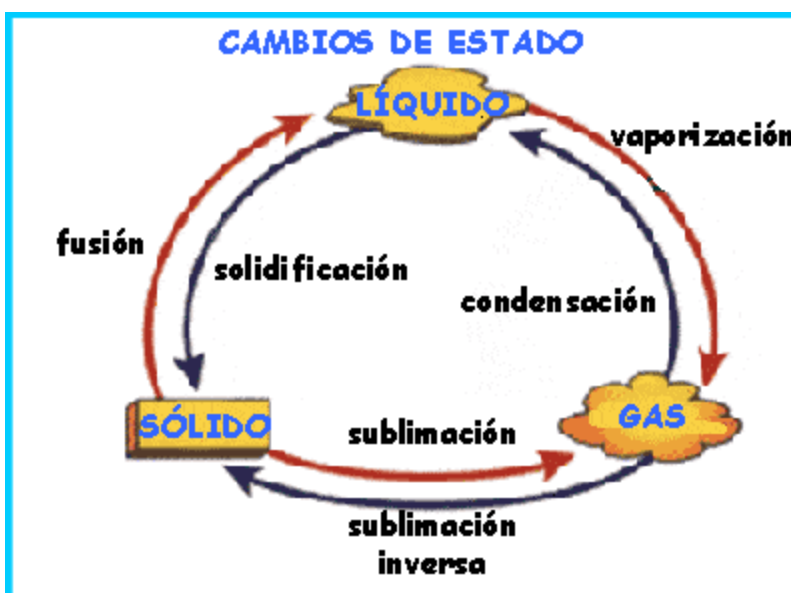 CAMBIOS DE ESTADO
LÍQUIDO
vaporización
fusión
solidificación
condensación
SÓLIDO
GAS
sublimación
sublimación
inversa